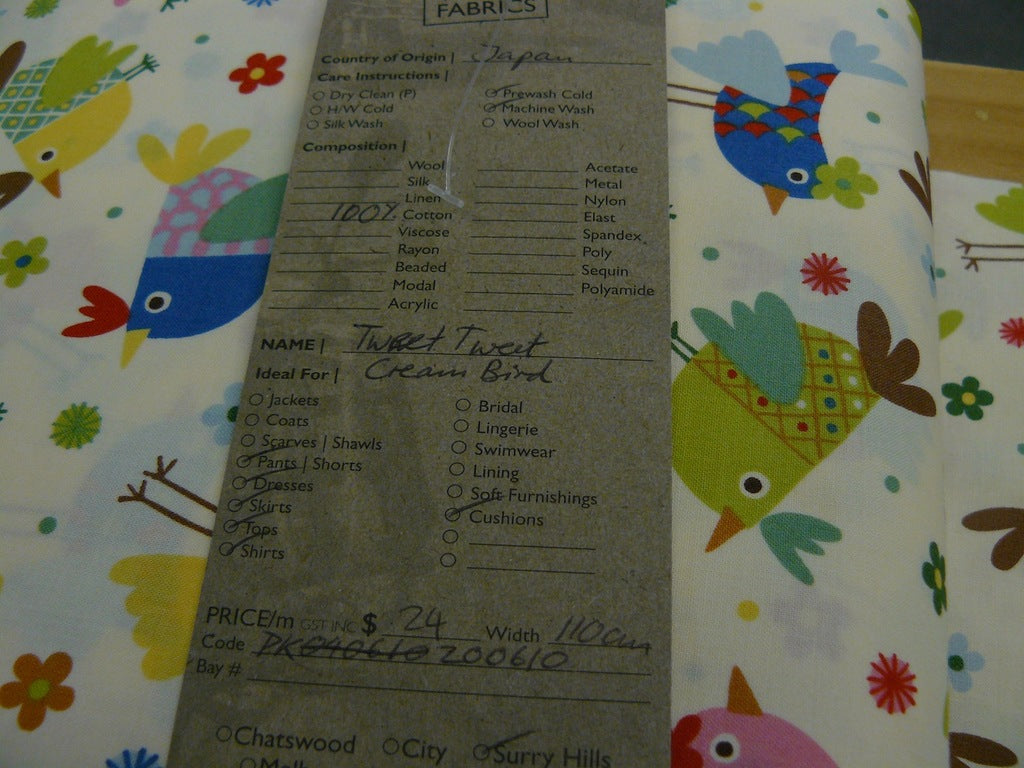 FABRICS
Country of Origin | Japan
Care Instructions |
Dry Clean (P) Prewash Cold
H/W Cold Machine Wash
Silk Wash Wool Wash
Composition |
Wool Acetate
Silk Metal
Linen Nylon
100% Cotton Elast
Viscose Spandex
Rayon Poly
Beaded Sequin
Modal Polyamide
Acrylic
NAME | Tweet Tweet
Cream Bird
Ideal For |
Jackets Bridal
Coats Lingerie
Scarves | Shawls Swimwear
Pants | Shorts Lining
Dresses Soft Furnishings
Skirts Cushions
Tops
Shirts
PRICE/m GST INC $ 24 Width 110cm
Code PK040610 200610
Bay #
Chatswood City Surry Hills